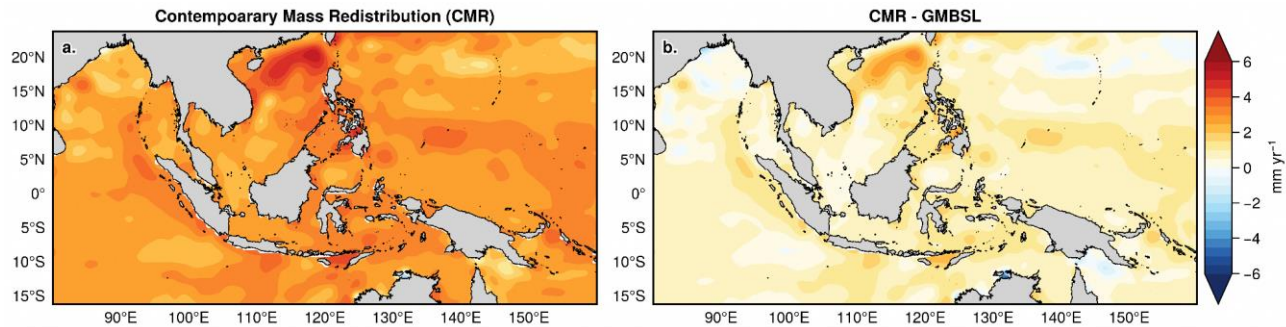 Contempoarary Mass Redistribution (CMR)
CMR - GMBSL
a.
b.
20°N
15°N
10°N
5°N
0°
5°S
10°S
15°S
90°E 100°E 110°E 120°E 130°E 140°E 150°E
20°N
15°N
10°N
5°N
0°
5°S
10°S
15°S
90°E 100°E 110°E 120°E 130°E 140°E 150°E
6
4
2
0
−2
−4
−6
mm yr⁻¹